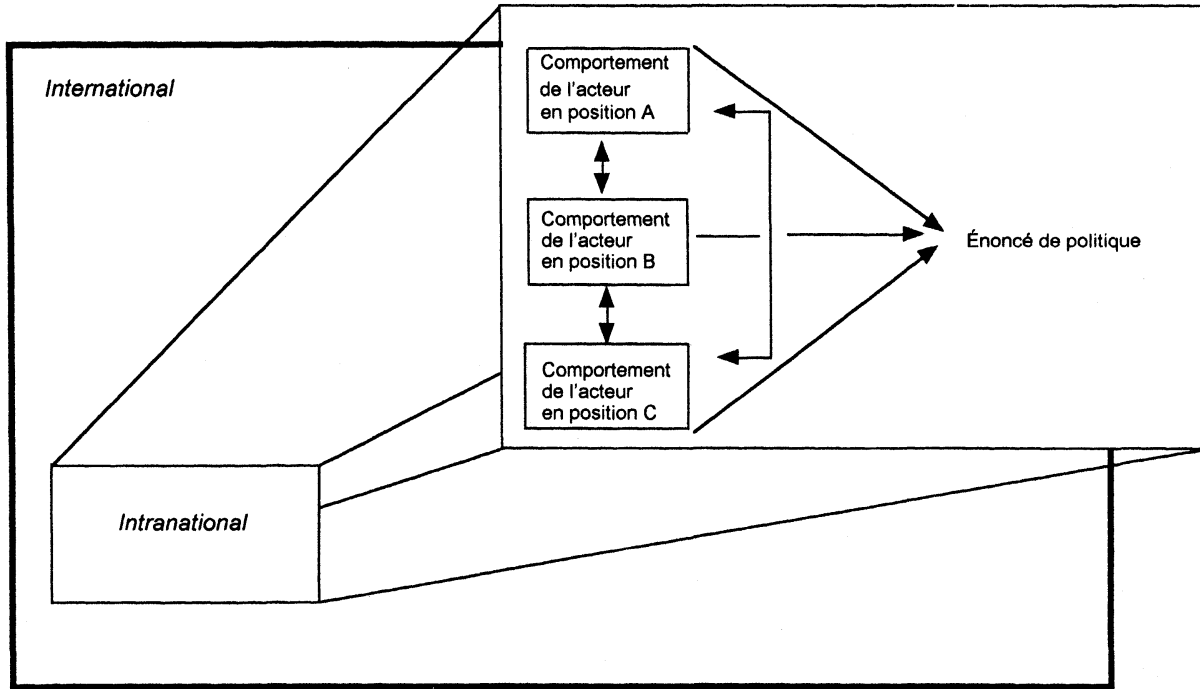 International
Comportement
de l'acteur
en position A
Comportement
de l'acteur
en position B
Énoncé de politique
Comportement
de l'acteur
en position C
Intranational